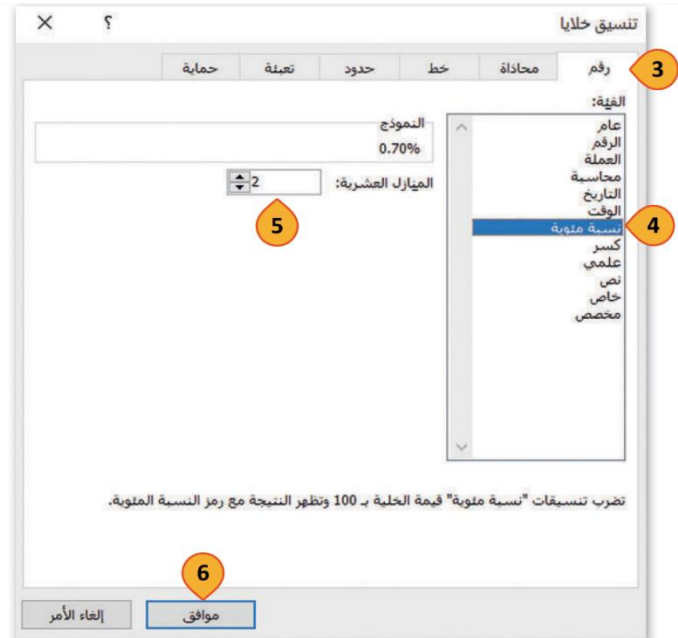 تنسيق خلايا
؟
رقم
محاذاة
خط
حدود
تعبئة
حماية
3
الفئة:
عام
الرقم
العملة
محاسبة
التاريخ
الوقت
نسبة مئوية
كسر
علمي
نص
خاص
مخصص
4
النموذج
0.70%
المنازل العشرية:
2
5
تضرب تنسيقات "نسبة مئوية" قيمة الخلية بـ 100 وتظهر النتيجة مع رمز النسبة المئوية.
6
موافق
إلغاء الأمر